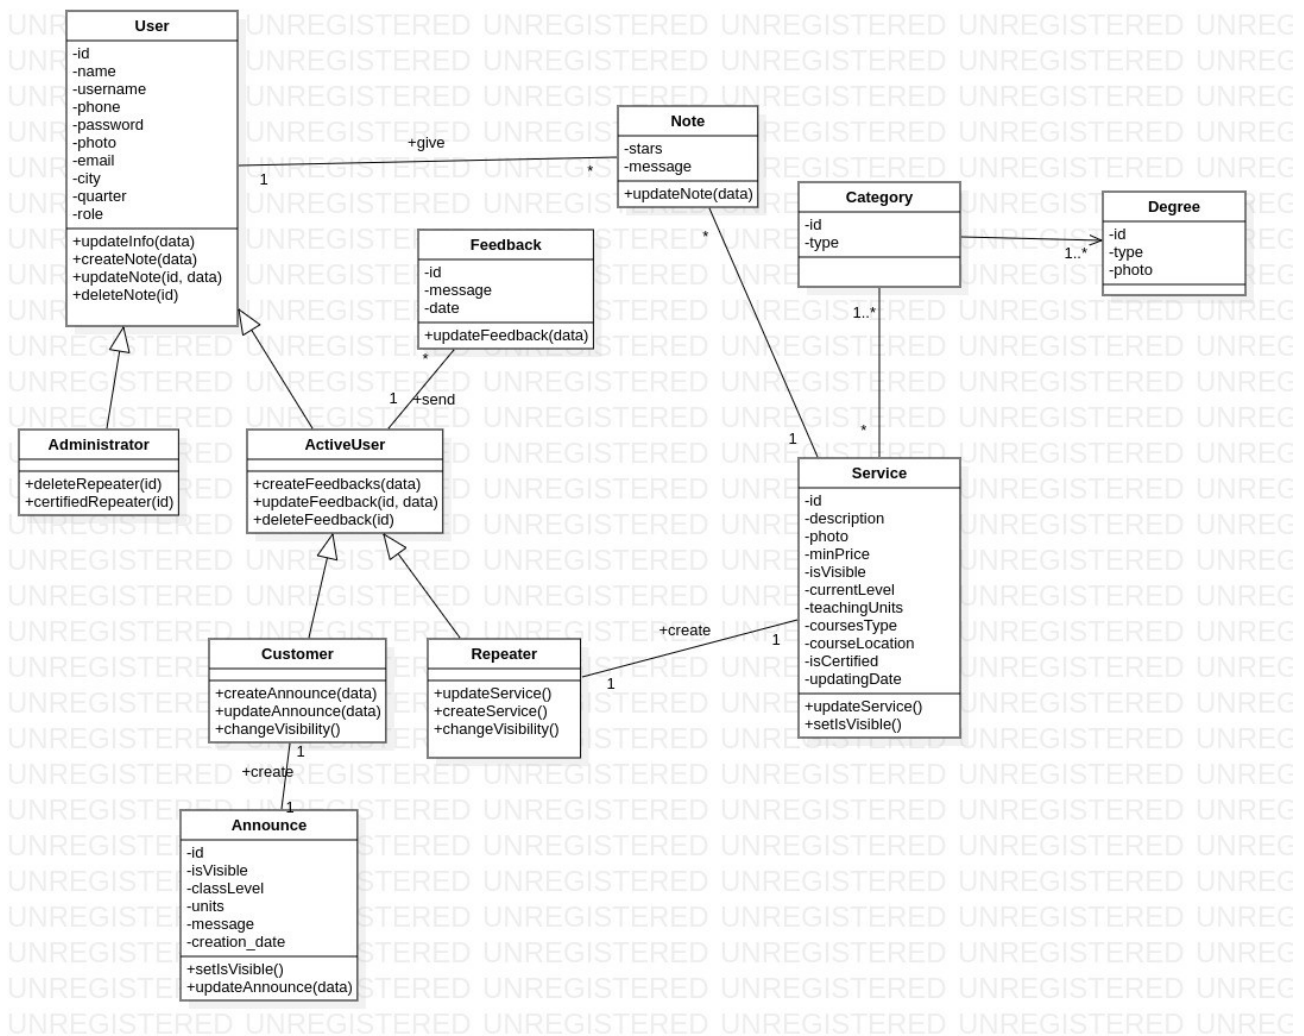 User
-id
-name
-username
-phone
-password
-photo
-email
-city
-quarter
-role
+updateInfo(data)
+createNote(data)
+updateNote(id, data)
+deleteNote(id)
+give
1
*
Note
-stars
-message
+updateNote(data)
*
1
Category
-id
-type
1..*
Degree
-id
-type
-photo
1..*
*
Feedback
-id
-message
-date
+updateFeedback(data)
*
1
+send
Administrator
+deleteRepeater(id)
+certifiedRepeater(id)
ActiveUser
+createFeedbacks(data)
+updateFeedback(id, data)
+deleteFeedback(id)
Service
-id
-description
-photo
-minPrice
-isVisible
-currentLevel
-teachingUnits
-coursesType
-courseLocation
-isCertified
-updatingDate
+updateService()
+setIsVisible()
Customer
+createAnnounce(data)
+updateAnnounce(data)
+changeVisibility()
Repeater
+updateService()
+createService()
+changeVisibility()
+create
1
1
1
+create
1
Announce
-id
-isVisible
-classLevel
-units
-message
-creation_date
+setIsVisible()
+updateAnnounce(data)
UNREGISTERED